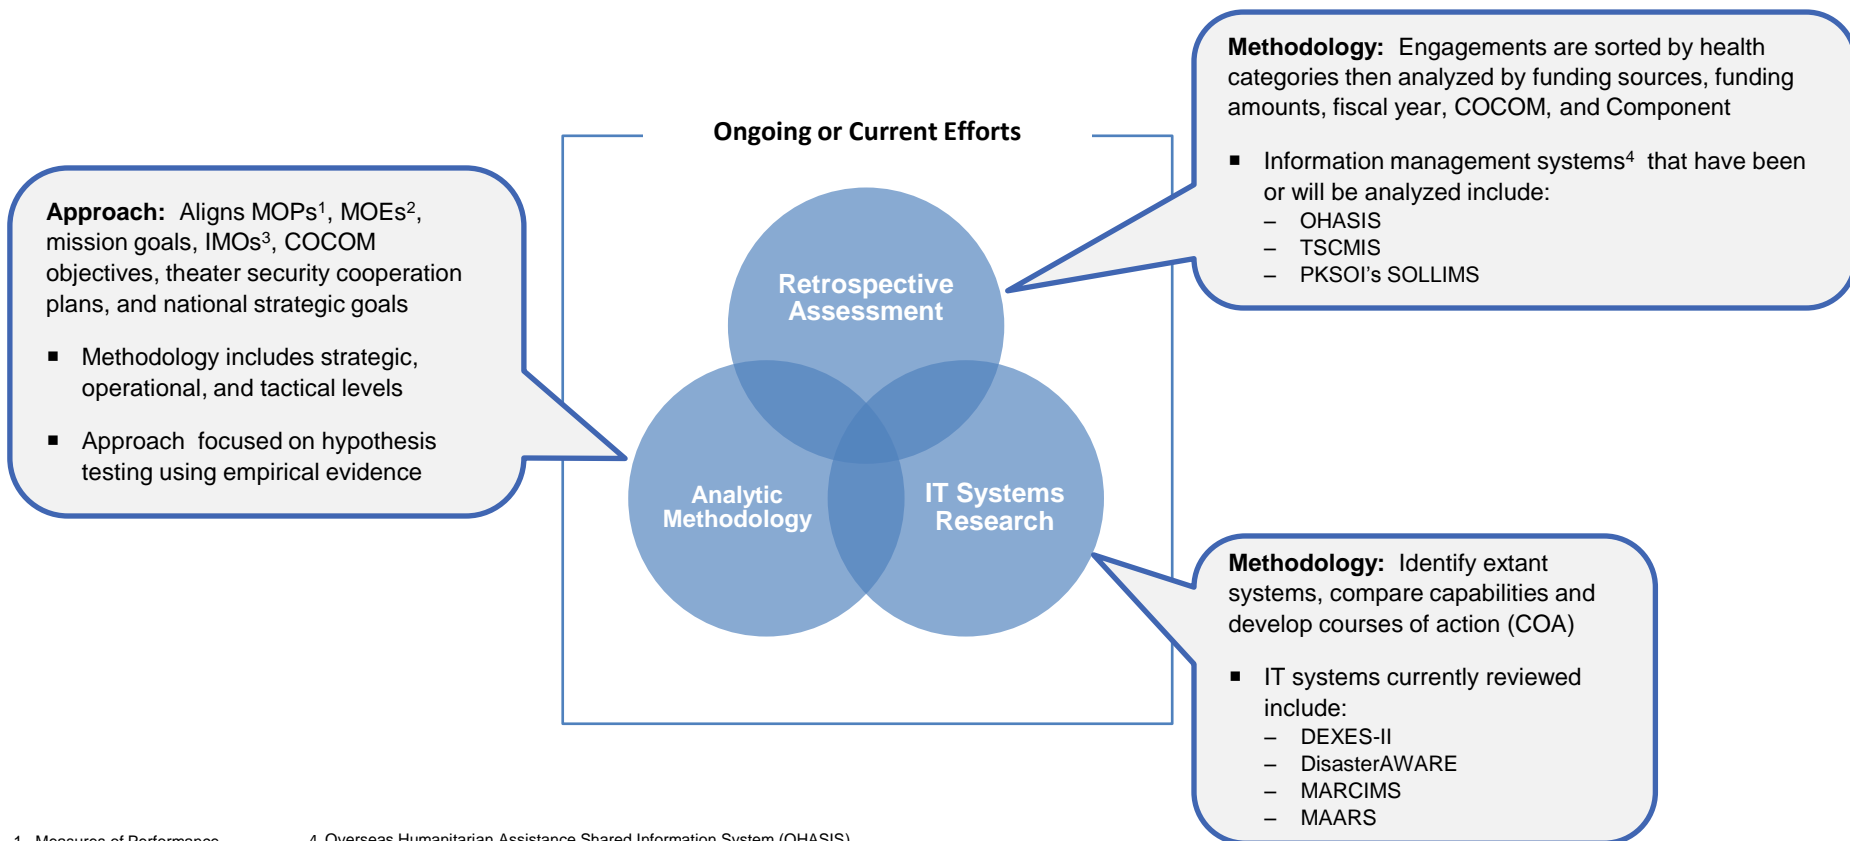 Ongoing or Current Efforts
Approach: Aligns MOPs¹, MOEs²,
mission goals, IMOs³, COCOM
objectives, theater security cooperation
plans, and national strategic goals
■ Methodology includes strategic,
operational, and tactical levels
■ Approach focused on hypothesis
testing using empirical evidence
Retrospective
Assessment
Analytic
Methodology
IT Systems
Research
Methodology: Engagements are sorted by health
categories then analyzed by funding sources, funding
amounts, fiscal year, COCOM, and Component
■ Information management systems⁴ that have been
or will be analyzed include:
– OHASIS
– TSCMIS
– PKSOI's SOLLIMS
Methodology: Identify extant
systems, compare capabilities and
develop courses of action (COA)
■ IT systems currently reviewed
include:
– DEXES-II
– DisasterAWARE
– MARCIMS
– MAARS
1. Measures of Performance
4. Overseas Humanitarian Assistance Shared Information System (OHASIS)